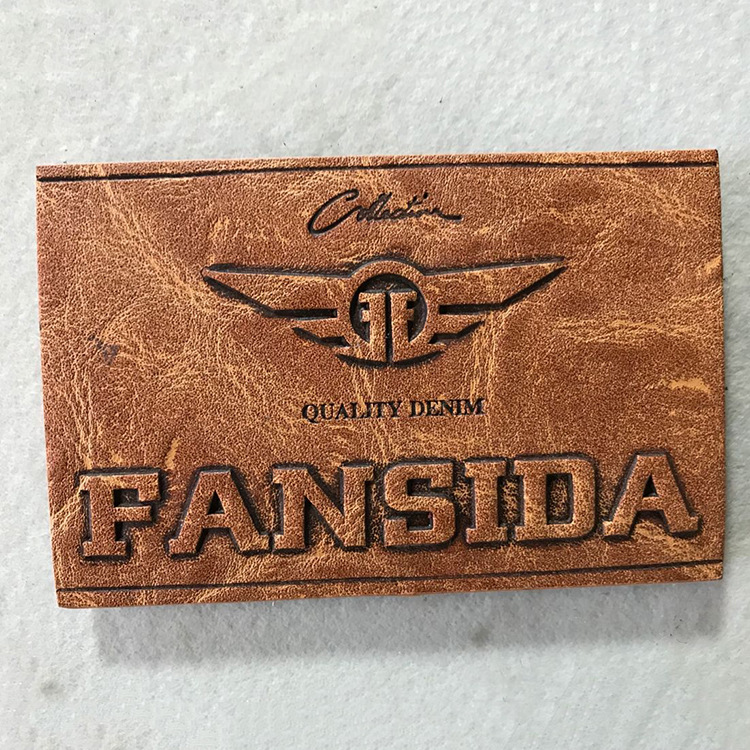 Collection
QUALITY DENIM
FANSIDA